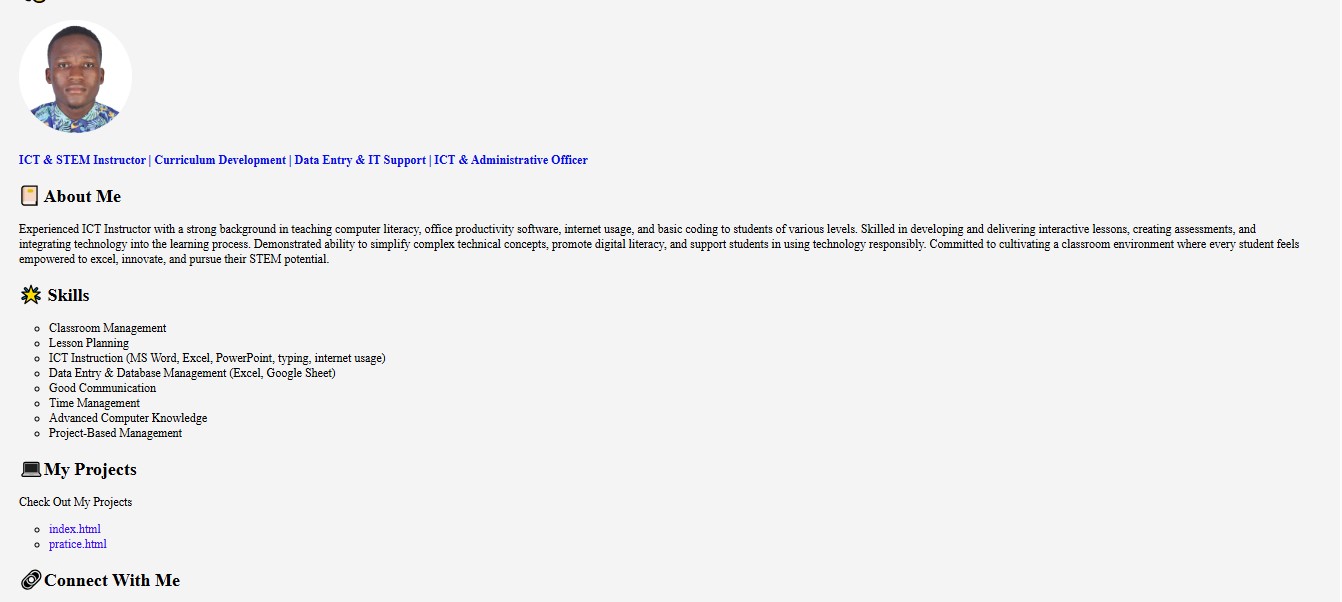 ICT & STEM Instructor | Curriculum Development | Data Entry & IT Support | ICT & Administrative Officer
About Me
Experienced ICT Instructor with a strong background in teaching computer literacy, office productivity software, internet usage, and basic coding to students of various levels. Skilled in developing and delivering interactive lessons, creating assessments, and
integrating technology into the learning process. Demonstrated ability to simplify complex technical concepts, promote digital literacy, and support students in using technology responsibly. Committed to cultivating a classroom environment where every student feels
empowered to excel, innovate, and pursue their STEM potential.
Skills
Classroom Management
Lesson Planning
ICT Instruction (MS Word, Excel, PowerPoint, typing, internet usage)
Data Entry & Database Management (Excel, Google Sheet)
Good Communication
Time Management
Advanced Computer Knowledge
Project-Based Management
My Projects
Check Out My Projects
index.html
pratice.html
Connect With Me